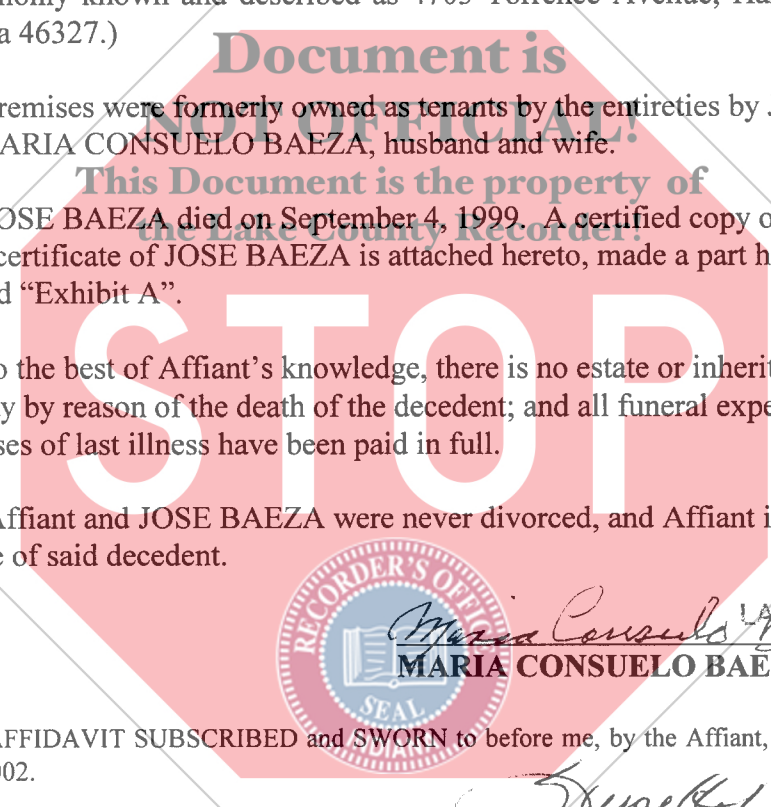 a 46327.)
Document is
remises were formerly owned as tenants by the entireties by J
NOT OFFICIAL!
ARIA CONSUELO BAEZA, husband and wife.
This Document is the property of
OSE BAEZA died on September 4, 1999. A certified copy o
the Lake County Recorder!
certificate of JOSE BAEZA is attached hereto, made a part h
d “Exhibit A”.
STOP
o the best of Affiant’s knowledge, there is no estate or inherit
y by reason of the death of the decedent; and all funeral expe
ses of last illness have been paid in full.
Affiant and JOSE BAEZA were never divorced, and Affiant i
e of said decedent.
RECORDER'S OFFICE
SEAL
INDIANA
Maria Consuelo
LA
MARIA CONSUELO BAE
AFFIDAVIT SUBSCRIBED and SWORN to before me, by the Affiant,
002.